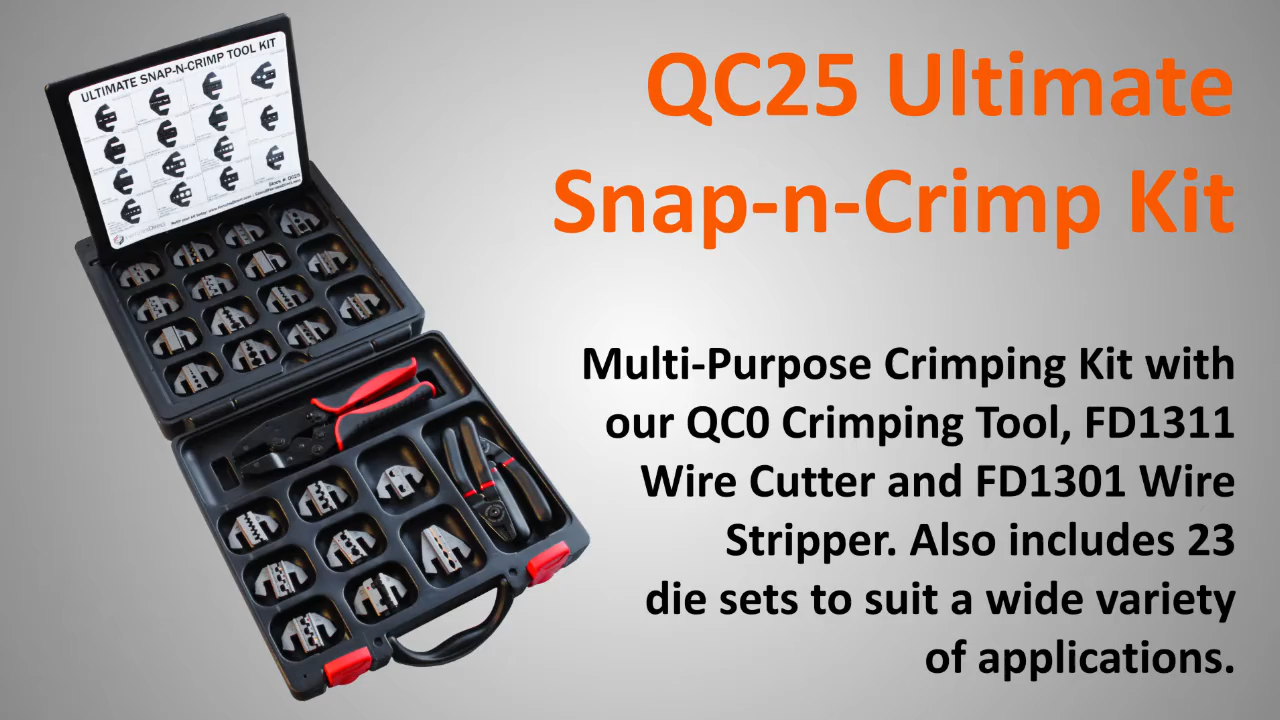 ULTIMATE SNAP-N-CRIMP TOOL KIT
QC25 Ultimate
Snap-n-Crimp Kit
Multi-Purpose Crimping Kit with
our QC0 Crimping Tool, FD1311
Wire Cutter and FD1301 Wire
Stripper. Also includes 23
die sets to suit a wide variety
of applications.